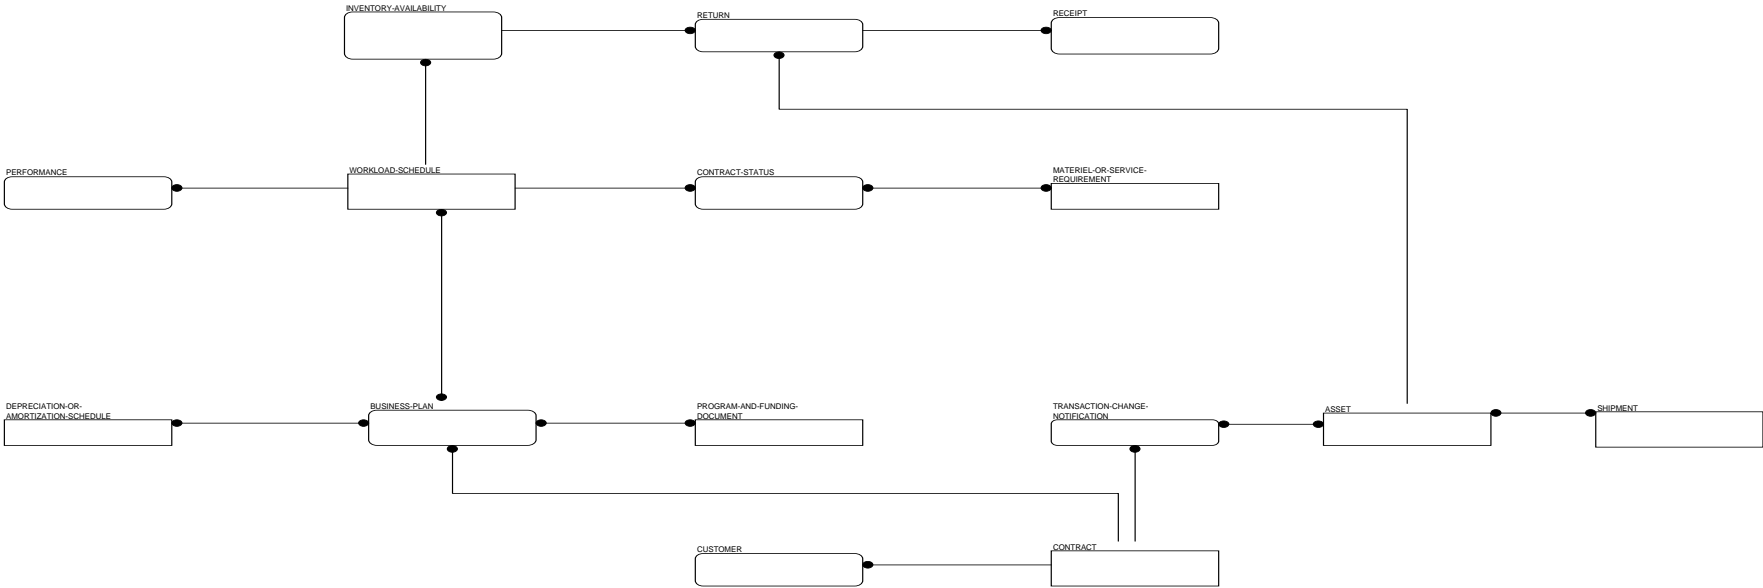 INVENTORY-AVAILABILITY
RETURN
RECEIPT
PERFORMANCE
WORKLOAD-SCHEDULE
CONTRACT-STATUS
MATERIEL-OR-SERVICE-
REQUIREMENT
DEPRECIATION-OR-
AMORTIZATION-SCHEDULE
BUSINESS-PLAN
PROGRAM-AND-FUNDING-
DOCUMENT
TRANSACTION-CHANGE-
NOTIFICATION
ASSET
SHIPMENT
CUSTOMER
CONTRACT